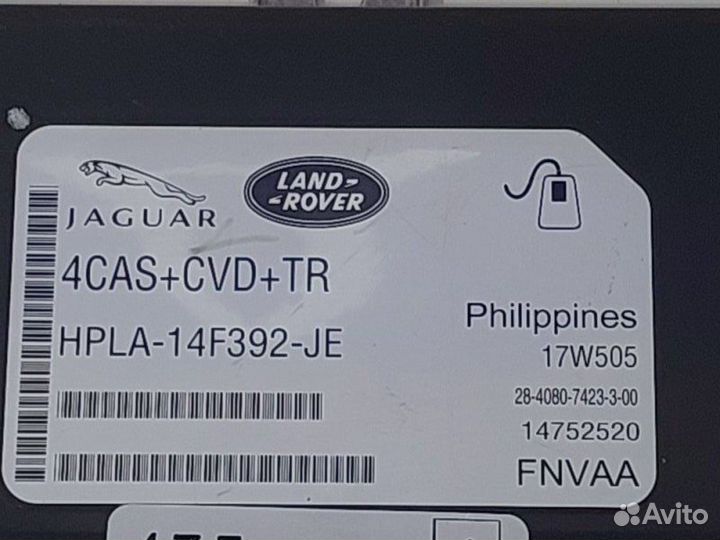 JAGUAR
LAND-
-ROVER
4CAS+CVD+TR
HPLA-14F392-JE
Philippines
17W505
28-4080-7423-3-00
14752520
FNVAA
Avito